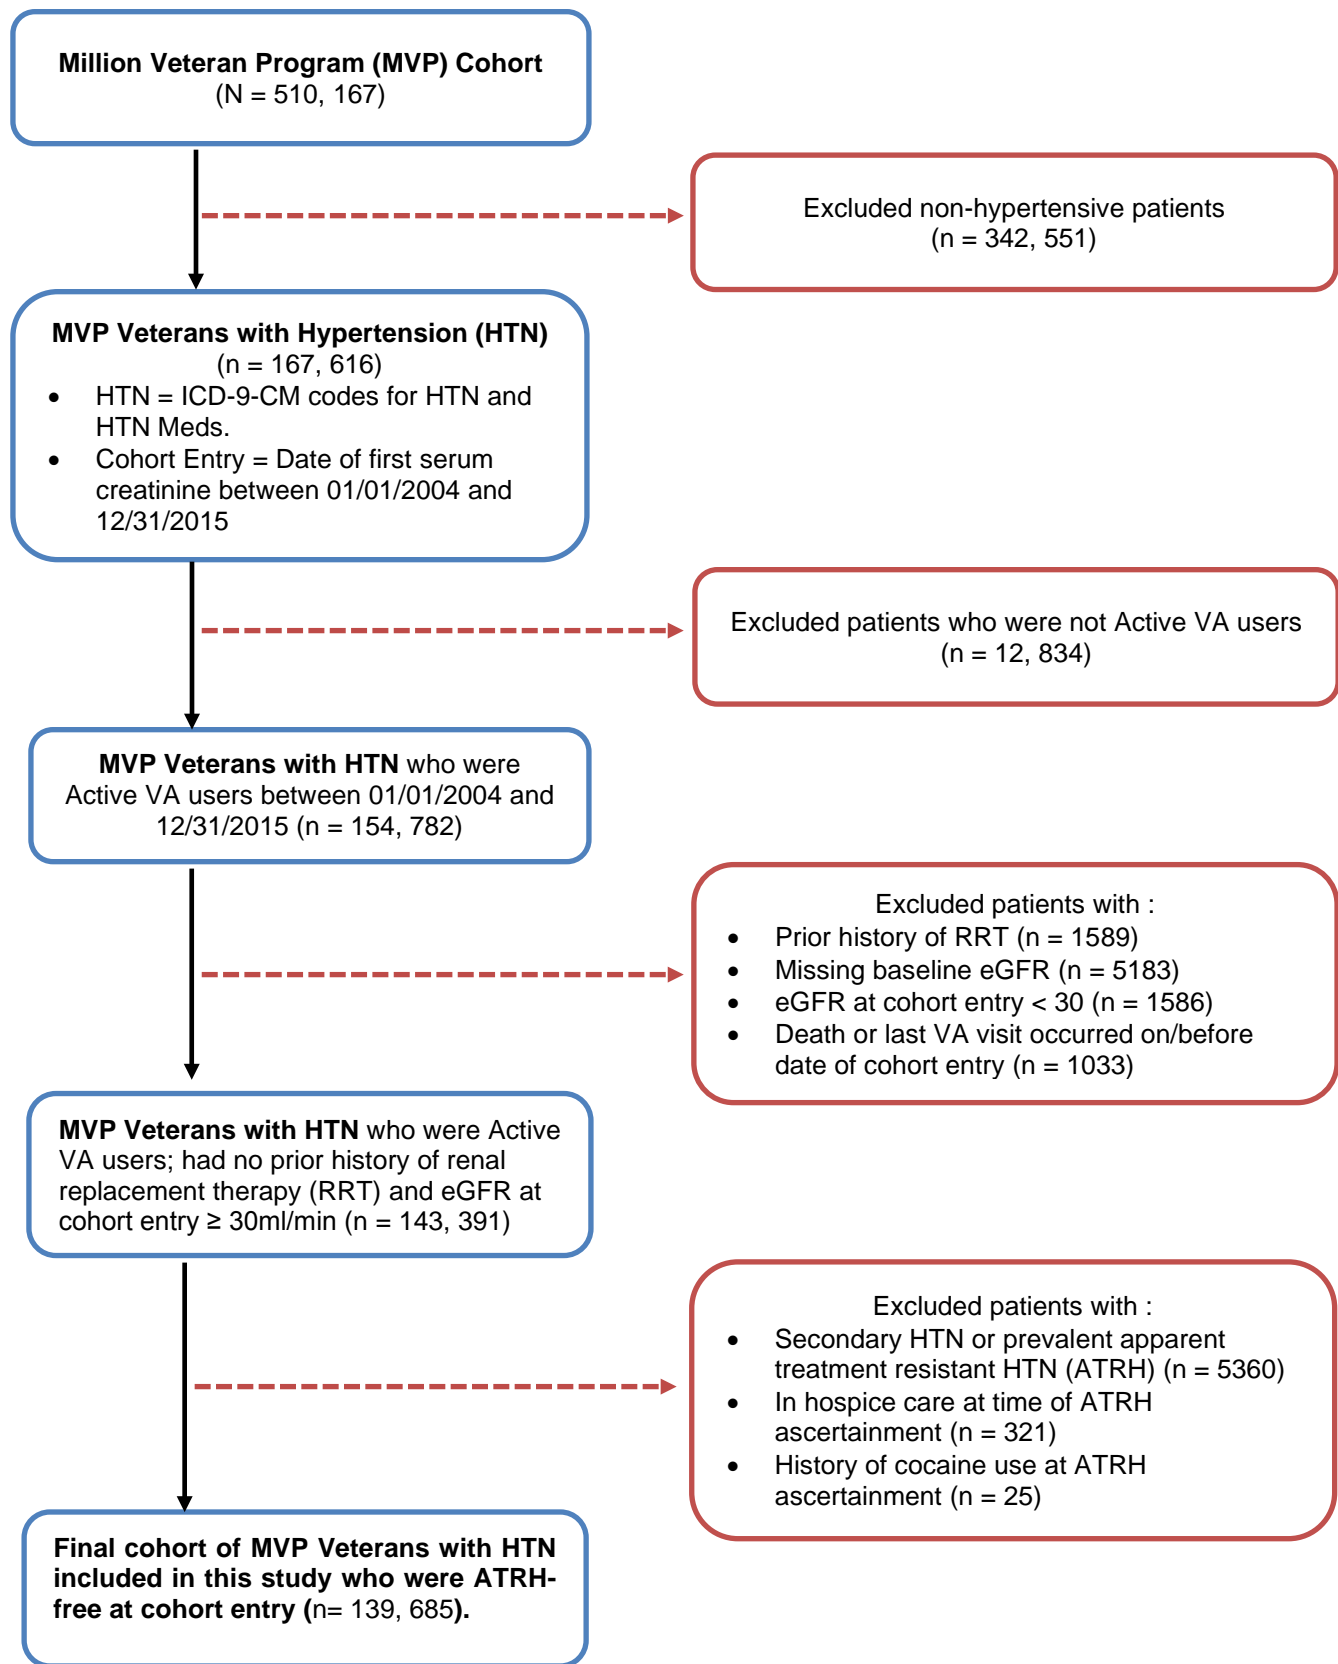 Million Veteran Program (MVP) Cohort
(N = 510, 167)
Excluded non-hypertensive patients
(n = 342, 551)
MVP Veterans with Hypertension (HTN)
(n = 167, 616)
• HTN = ICD-9-CM codes for HTN and
HTN Meds.
• Cohort Entry = Date of first serum
creatinine between 01/01/2004 and
12/31/2015
Excluded patients who were not Active VA users
(n = 12, 834)
MVP Veterans with HTN who were
Active VA users between 01/01/2004 and
12/31/2015 (n = 154, 782)
Excluded patients with :
• Prior history of RRT (n = 1589)
• Missing baseline eGFR (n = 5183)
• eGFR at cohort entry < 30 (n = 1586)
• Death or last VA visit occurred on/before
date of cohort entry (n = 1033)
MVP Veterans with HTN who were Active
VA users; had no prior history of renal
replacement therapy (RRT) and eGFR at
cohort entry ≥ 30ml/min (n = 143, 391)
Excluded patients with :
• Secondary HTN or prevalent apparent
treatment resistant HTN (ATRH) (n = 5360)
• In hospice care at time of ATRH
ascertainment (n = 321)
• History of cocaine use at ATRH
ascertainment (n = 25)
Final cohort of MVP Veterans with HTN
included in this study who were ATRH-
free at cohort entry (n= 139, 685).